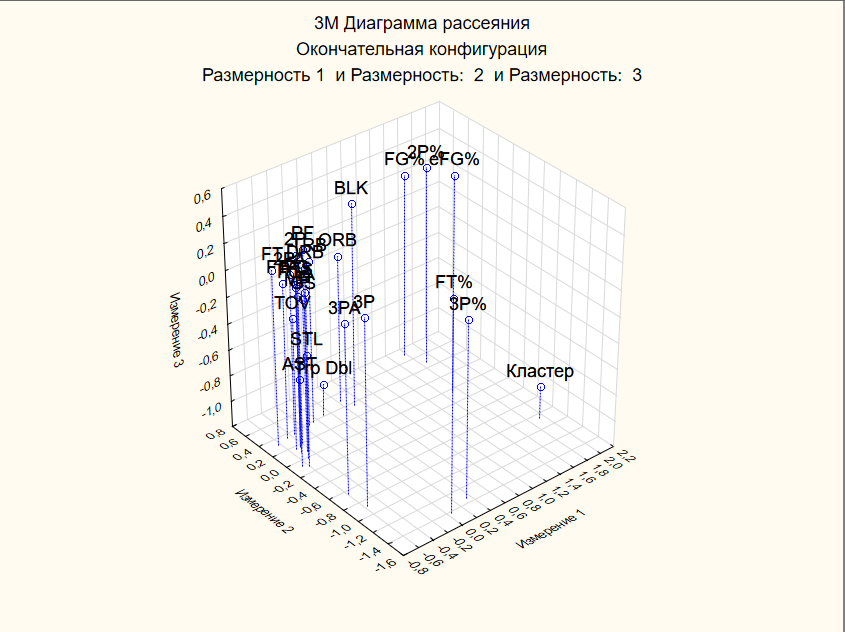 3М Диаграмма рассеяния
Окончательная конфигурация
Размерность 1 и Размерность: 2 и Размерность: 3
2P%
FG% eFG%
BLK
PF
ORB
FT
FT%
TOV
3PA 3P
3P%
STL
AST
Dbl
Кластер
0,6
0,4
0,2
0,0
-0,2
-0,4
-0,6
-0,8
-1,0
Измерение 3
0,8
0,6
0,4
0,2
0,0
-0,2
-0,4
-0,6
-0,8
-1,0
-1,2
-1,4
-1,6
Измерение 2
-0,8
-0,6
-0,4
-0,2
0,0
0,2
0,4
0,6
0,8
1,0
1,2
1,4
1,6
1,8
2,0
2,2
Измерение 1